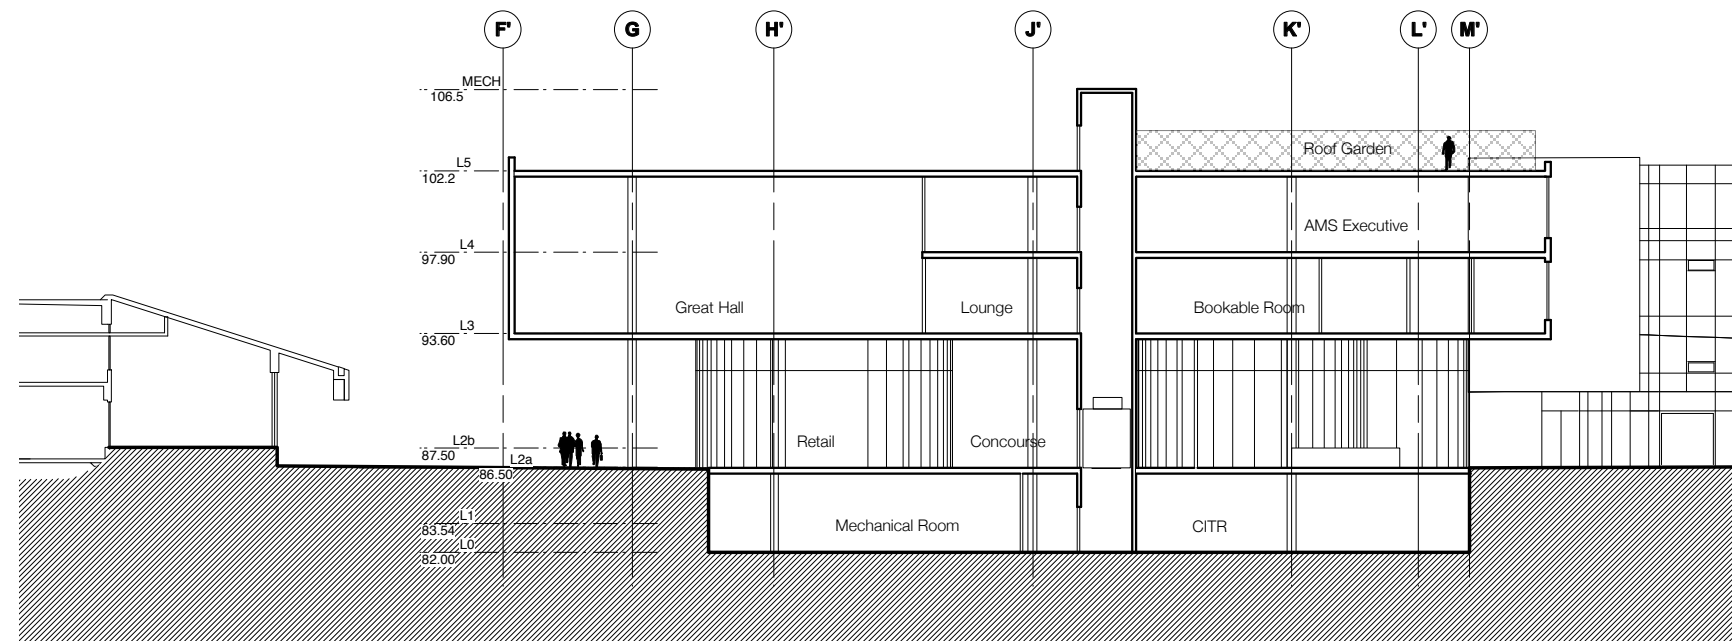 F' G H' J' K' L' M'
MECH
106.5
Roof Garden
L5
102.2
AMS Executive
L4
97.90
Great Hall Lounge Bookable Room
L3
93.60
Retail Concourse
L2b
87.50
L2a
86.50
L1
83.54
Mechanical Room CITR
L0
82.00